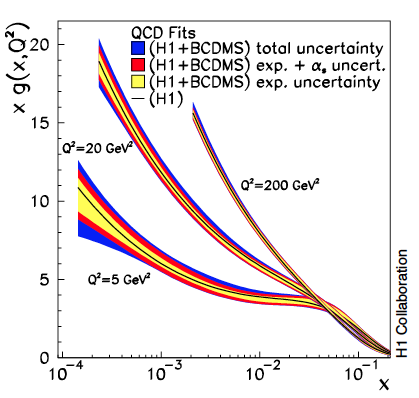 QCD Fits
(H1+BCDMS) total uncertainty
(H1+BCDMS) exp. + αs uncert.
(H1+BCDMS) exp. uncertainty
(H1)
x g(x,Q²)
20
15
10
5
0
Q²=20 GeV²
Q²=200 GeV²
Q²=5 GeV²
10⁻⁴
10⁻³
10⁻²
10⁻¹
x
H1 Collaboration